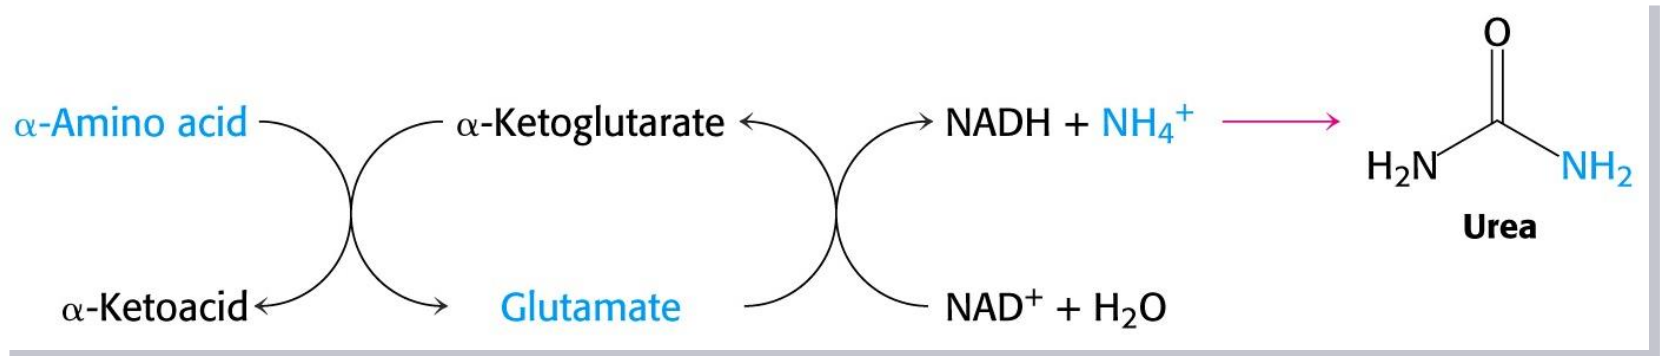 O
α-Amino acid α-Ketoglutarate NADH + NH₄⁺
H₂N NH₂
Urea
α-Ketoacid Glutamate NAD⁺ + H₂O